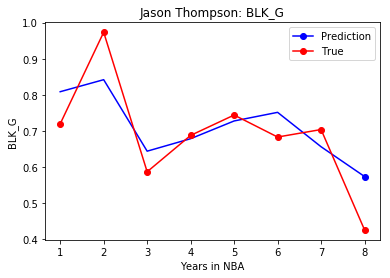 Jason Thompson: BLK_G
Prediction
True
1.0
0.9
0.8
0.7
0.6
0.5
0.4
BLK_G
1 2 3 4 5 6 7 8
Years in NBA